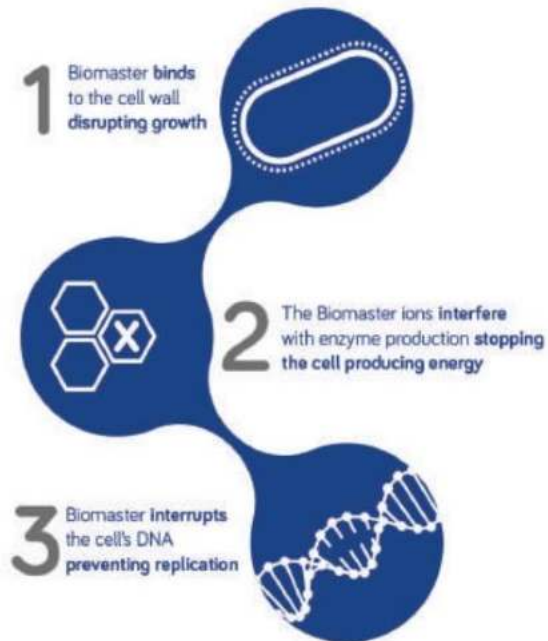 1
Biomaster binds
to the cell wall
disrupting growth
X
2
The Biomaster ions interfere
with enzyme production stopping
the cell producing energy
3
Biomaster interrupts
the cell's DNA
preventing replication